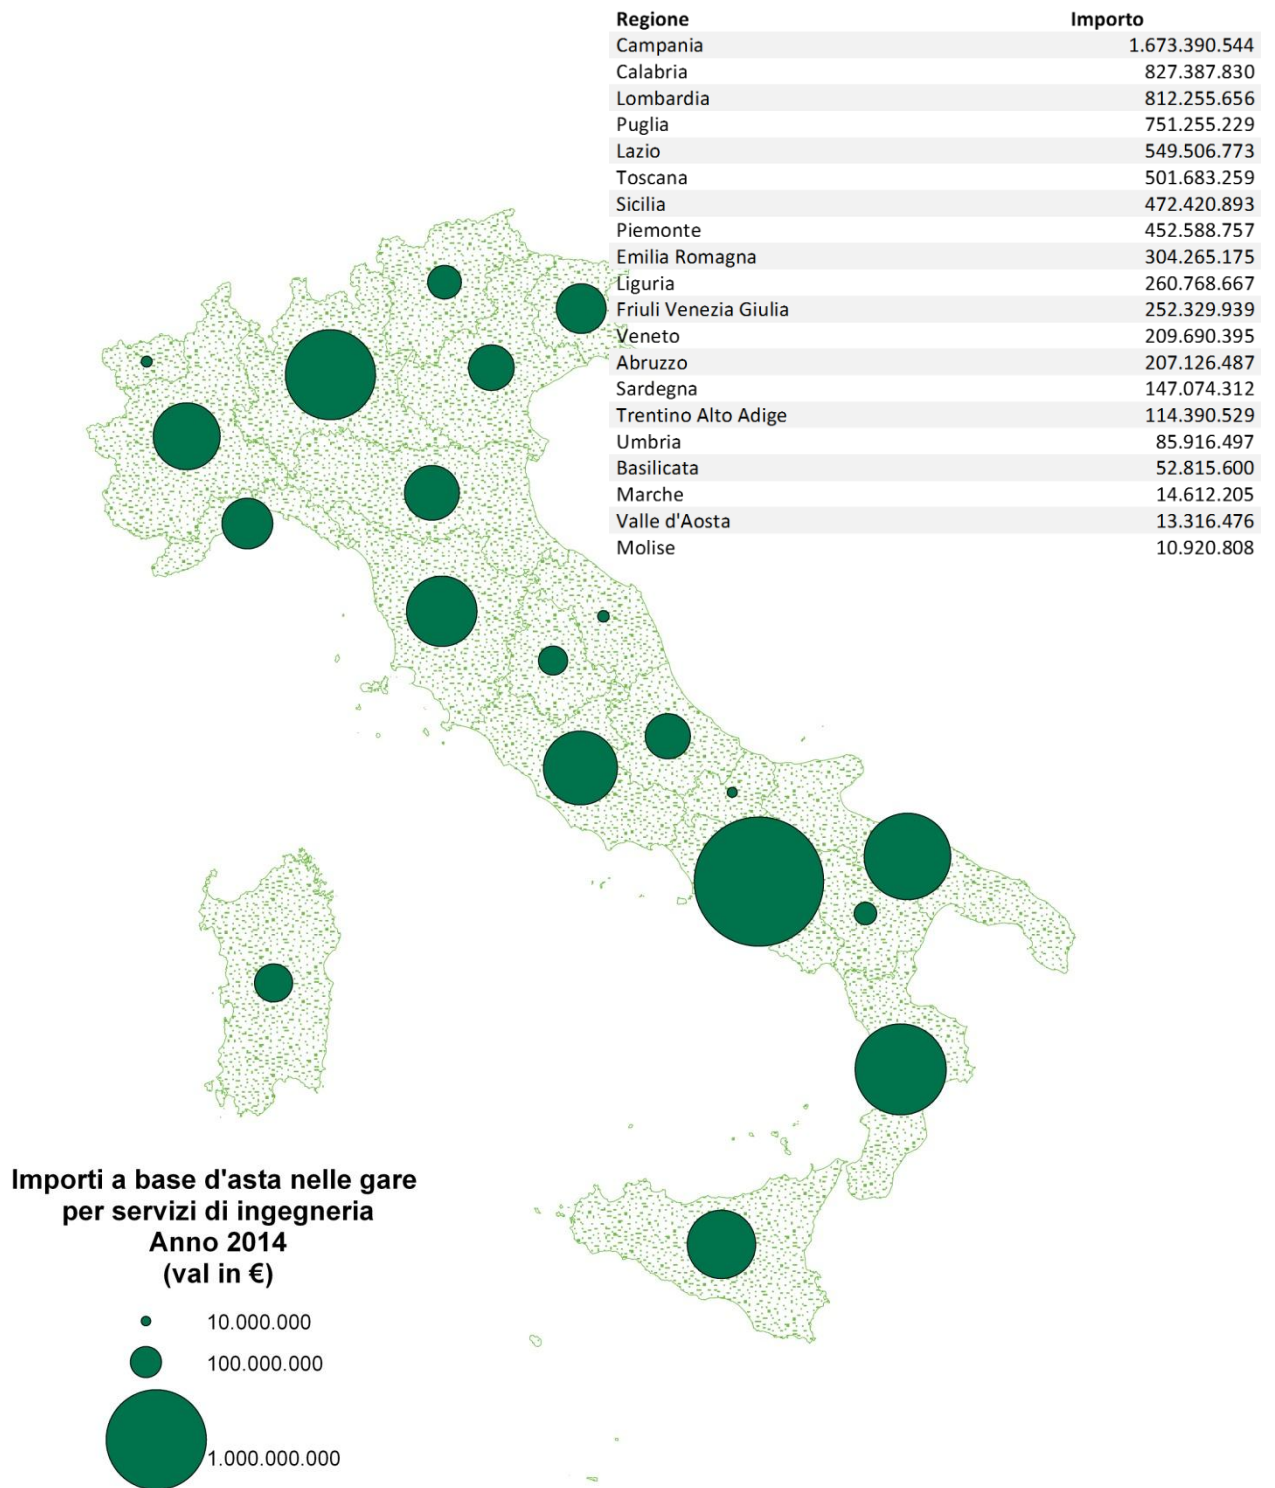 Regione Importo
Campania 1.673.390.544
Calabria 827.387.830
Lombardia 812.255.656
Puglia 751.255.229
Lazio 549.506.773
Toscana 501.683.259
Sicilia 472.420.893
Piemonte 452.588.757
Emilia Romagna 304.265.175
Liguria 260.768.667
Friuli Venezia Giulia 252.329.939
Veneto 209.690.395
Abruzzo 207.126.487
Sardegna 147.074.312
Trentino Alto Adige 114.390.529
Umbria 85.916.497
Basilicata 52.815.600
Marche 14.612.205
Valle d'Aosta 13.316.476
Molise 10.920.808
Importi a base d'asta nelle gare
per servizi di ingegneria
Anno 2014
(val in €)
10.000.000
100.000.000
1.000.000.000